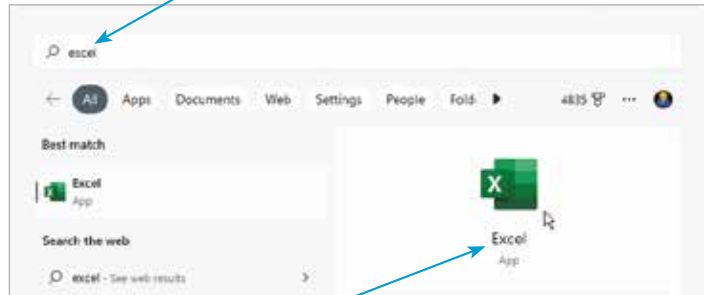 excel
All Apps Documents Web Settings People Fold 4835 ...
Best match
Excel
App
Search the web
excel - See web results
X
Excel
App